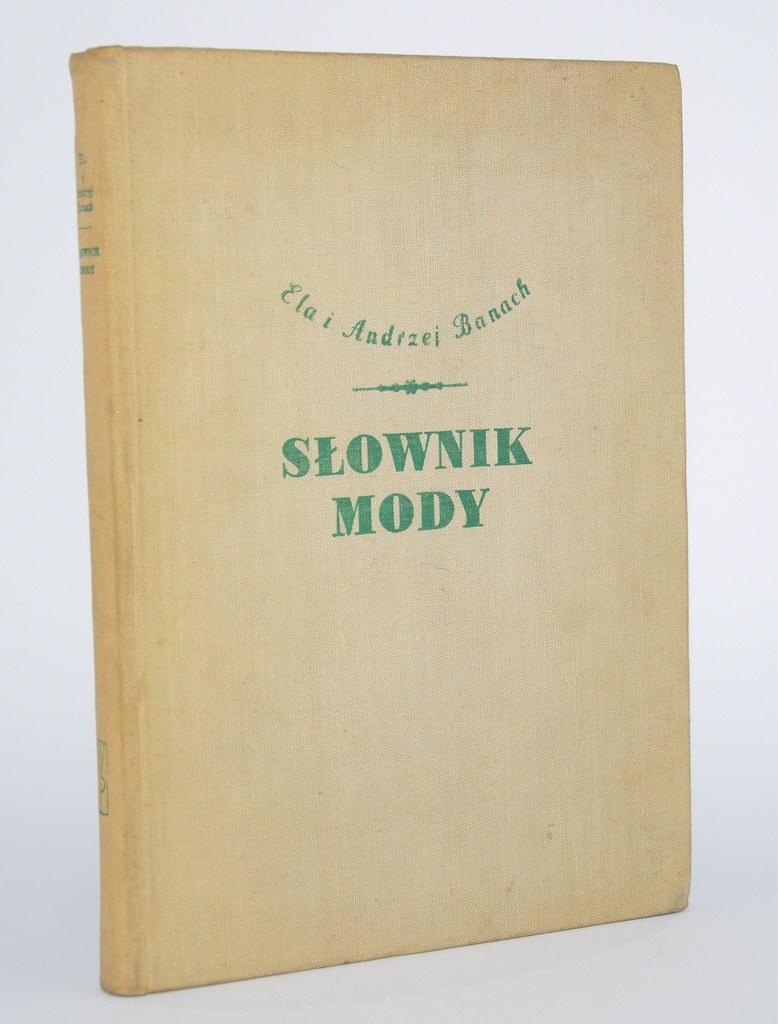 Ela i Andrzej Banach
SŁOWNIK
MODY